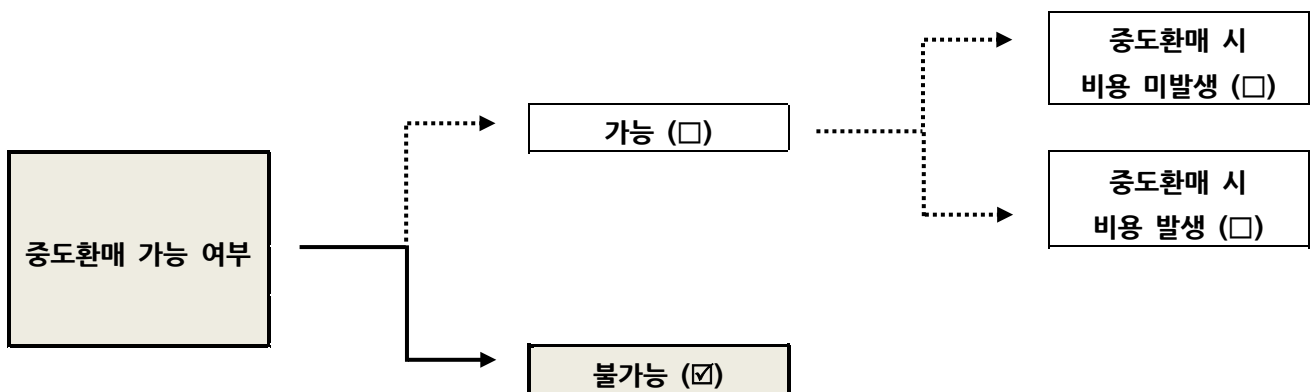 중도환매 가능 여부
가능 (□)
중도환매 시
비용 미발생 (□)
중도환매 시
비용 발생 (□)
불가능 (☑)